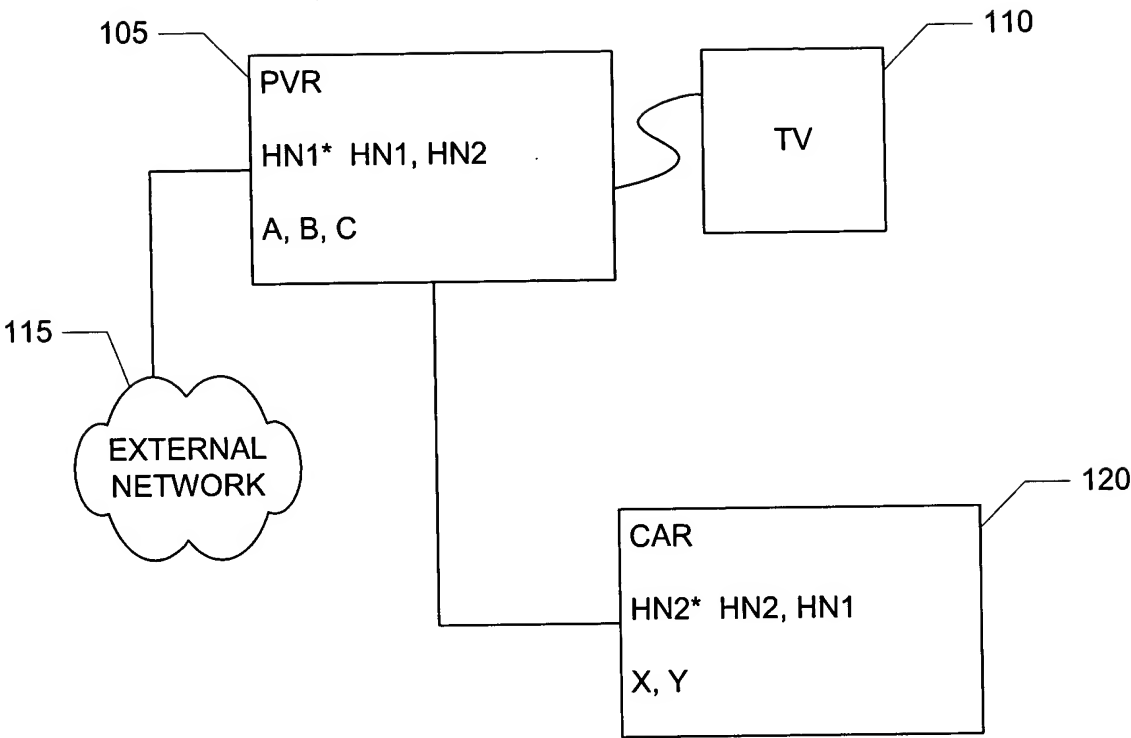 105
PVR
HN1* HN1, HN2
A, B, C
110
TV
115
EXTERNAL
NETWORK
120
CAR
HN2* HN2, HN1
X, Y